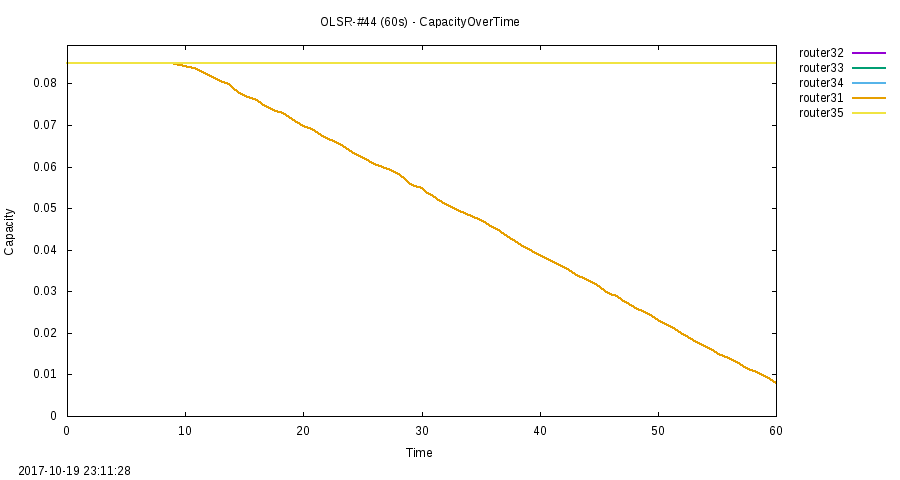 OLSR-#44 (60s) - CapacityOverTime
router32
router33
router34
router31
router35
0.08
0.07
0.06
0.05
0.04
0.03
0.02
0.01
0
Capacity
0 10 20 30 40 50 60
Time
2017-10-19 23:11:28